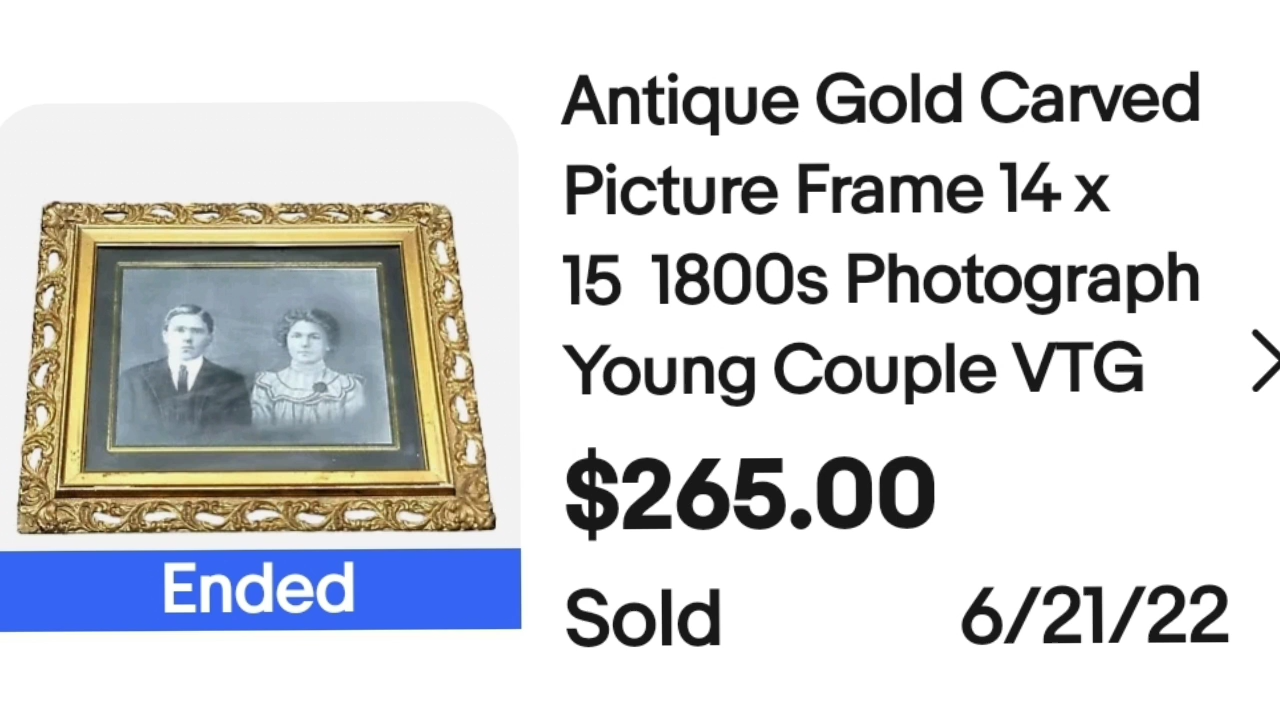 Antique Gold Carved
Picture Frame 14 x
15  1800s Photograph
Young Couple VTG
$265.00
Ended
Sold 6/21/22